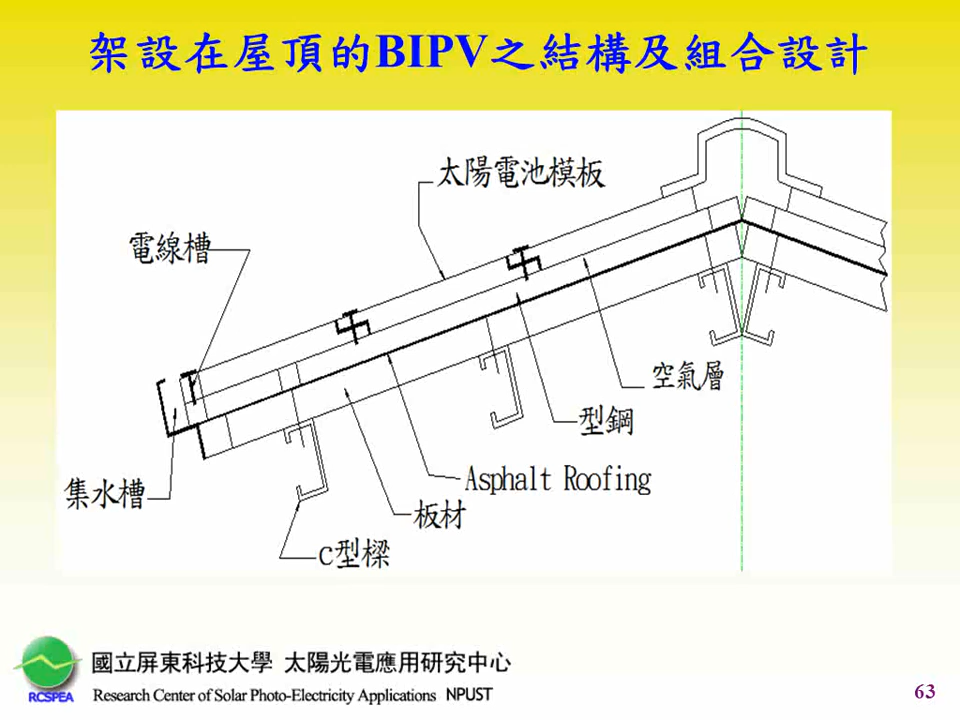 架設在屋頂的BIPV之結構及組合設計
太陽電池模板
電線槽
空氣層
型鋼
Asphalt Roofing
集水槽
板材
C型樑
國立屏東科技大學 太陽光電應用研究中心
RCSPEA
Research Center of Solar Photo-Electricity Applications NPUST
63